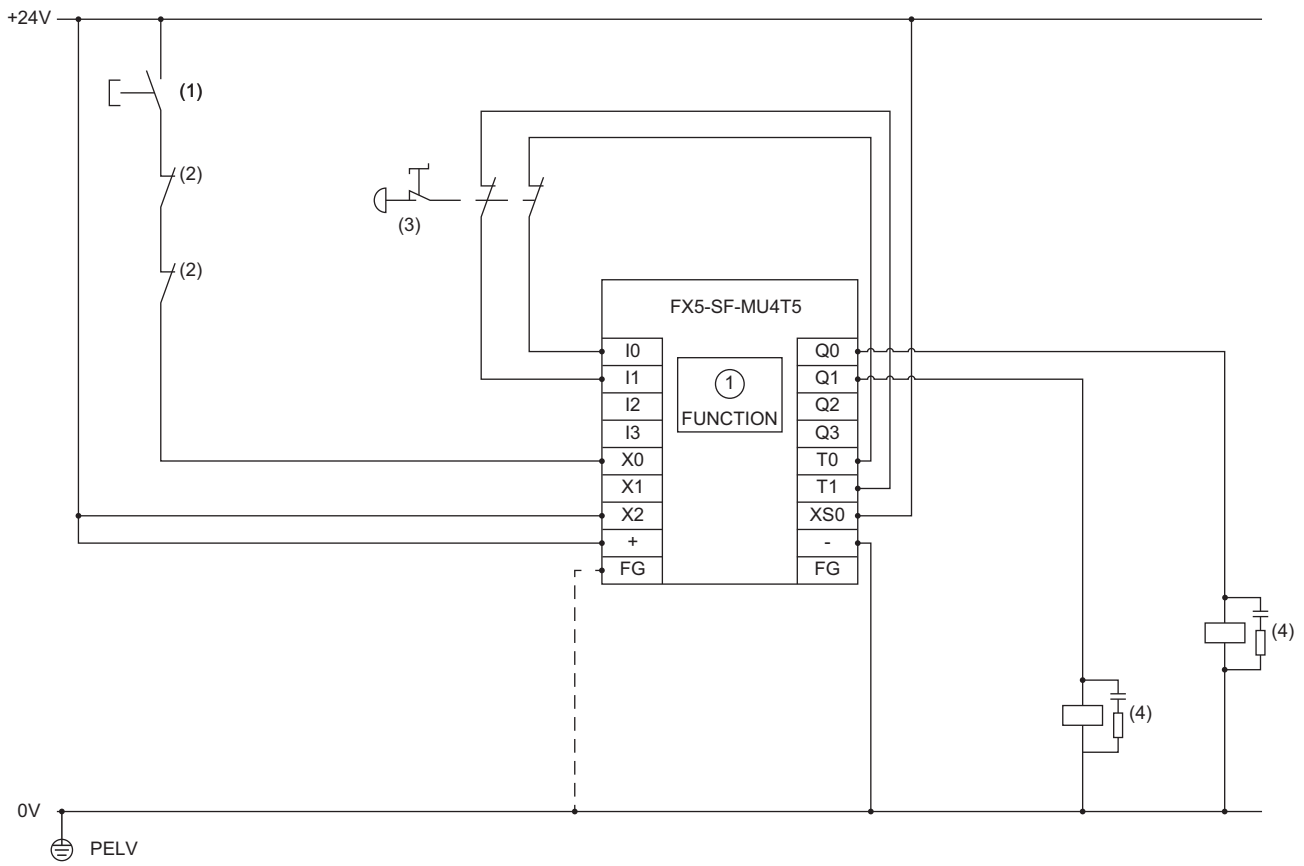 +24V
(1)
(2)
(3)
(2)
FX5-SF-MU4T5
I0 Q0
I1 1 Q1
I2 FUNCTION Q2
I3 Q3
X0 T0
X1 T1
X2 XS0
+ -
FG FG
(4)
(4)
0V
PELV